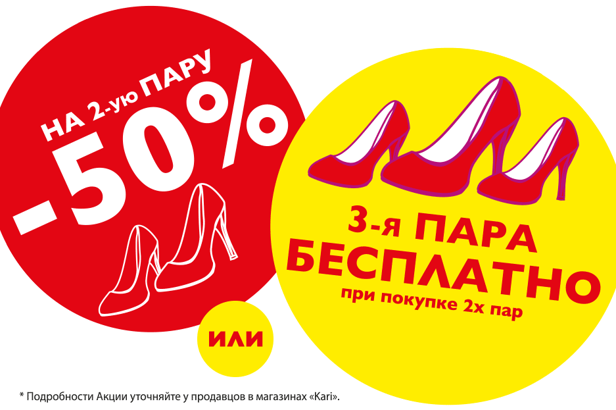 НА 2-ую ПАРУ
-50%
3-я ПАРА
БЕСПЛАТНО
при покупке 2х пар
ИЛИ
* Подробности Акции уточняйте у продавцов в магазинах «Kari».